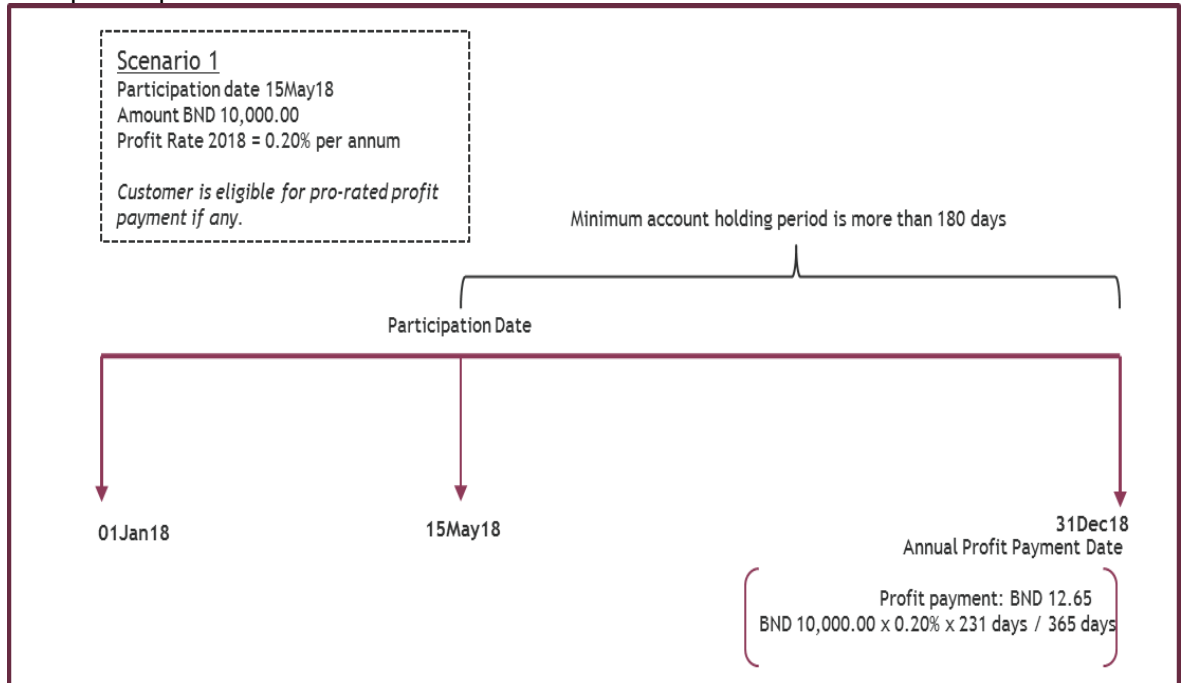 Scenario 1
Participation date 15May18
Amount BND 10,000.00
Profit Rate 2018 = 0.20% per annum
Customer is eligible for pro-rated profit
payment if any.
Minimum account holding period is more than 180 days
Participation Date
01Jan18
15May18
31Dec18
Annual Profit Payment Date
Profit payment: BND 12.65
BND 10,000.00 x 0.20% x 231 days / 365 days